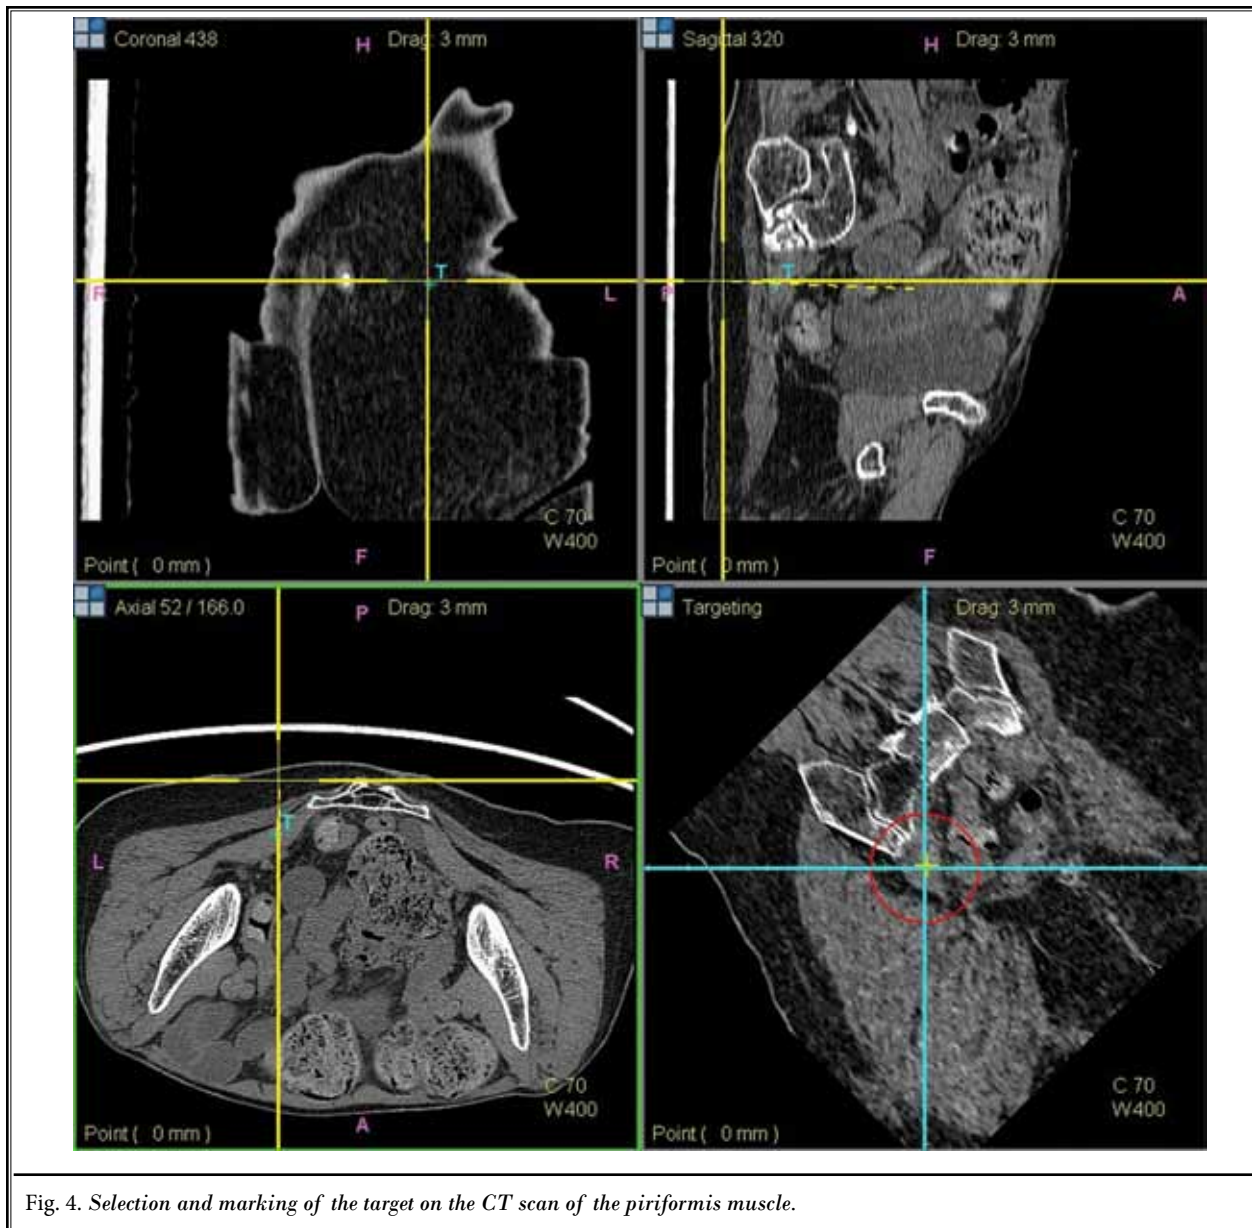 Coronal 438
H
Drag: 3 mm
T
R
L
C 70
W400
Point ( 0 mm )
F
Sagittal 320
H
Drag: 3 mm
T
P
A
C 70
W400
Point ( 0 mm )
F
Axial 52 / 166.0
P
Drag: 3 mm
T
L
R
C 70
W400
Point ( 0 mm )
A
Targeting
Drag: 3 mm
C 70
W400
Point ( 0 mm )
Fig. 4. Selection and marking of the target on the CT scan of the piriformis muscle.